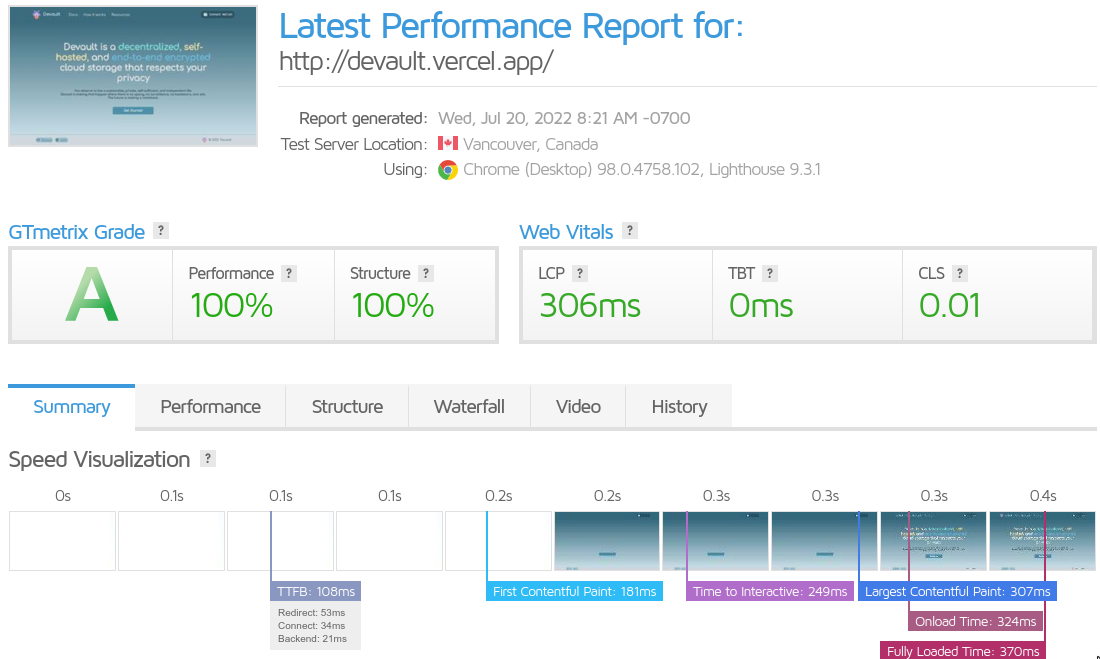 Devault
Devault is a decentralized, self-
hosted, and end-to-end encrypted
cloud storage that respects your
privacy
Get Started
Latest Performance Report for:
http://devault.vercel.app/
Report generated: Wed, Jul 20, 2022 8:21 AM -0700
Test Server Location: Vancouver, Canada
Using: Chrome (Desktop) 98.0.4758.102, Lighthouse 9.3.1
GTmetrix Grade ?
Web Vitals ?
A
Performance ?
100%
Structure ?
100%
LCP ?
306ms
TBT ?
0ms
CLS ?
0.01
Summary Performance Structure Waterfall Video History
Speed Visualization ?
0s 0.1s 0.1s 0.1s 0.2s 0.2s 0.3s 0.3s 0.3s 0.4s
TTFB: 108ms
Redirect: 53ms
Connect: 34ms
Backend: 21ms
First Contentful Paint: 181ms
Time to Interactive: 249ms
Largest Contentful Paint: 307ms
Onload Time: 324ms
Fully Loaded Time: 370ms